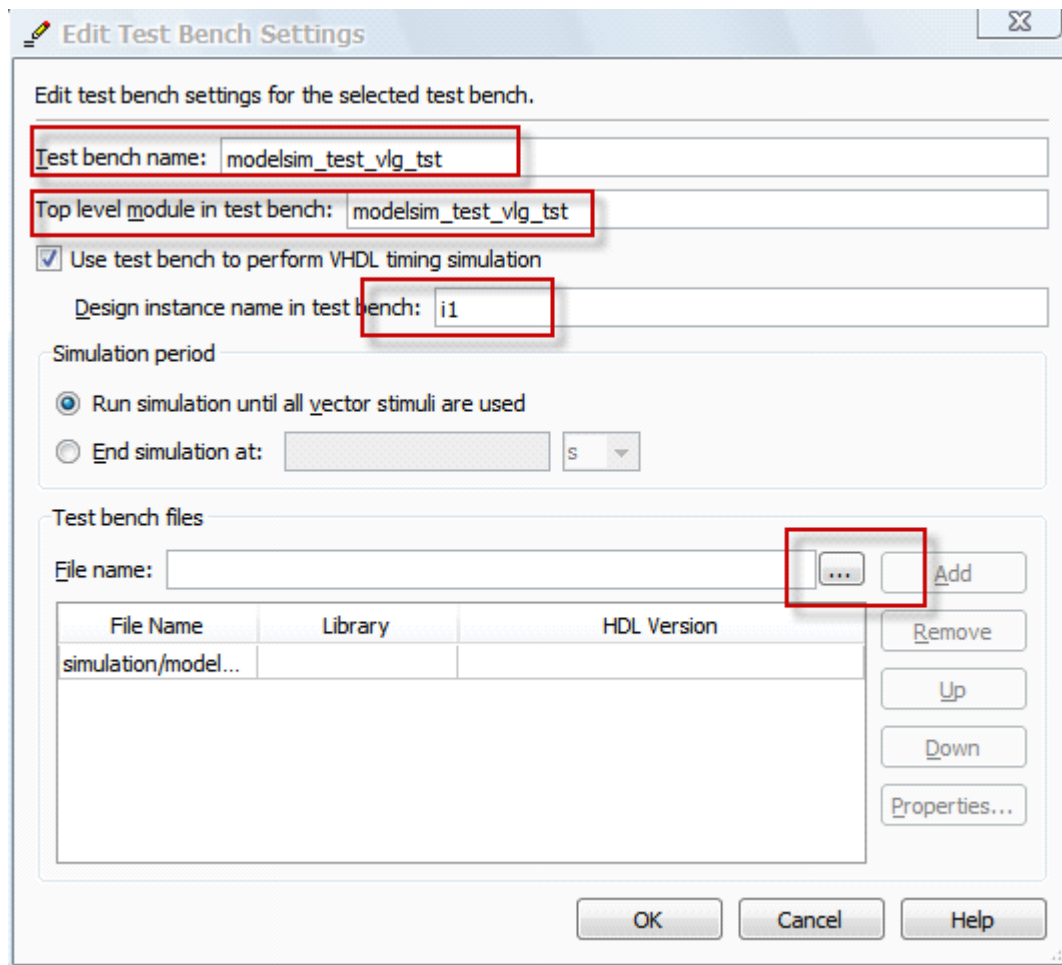 Edit Test Bench Settings
Edit test bench settings for the selected test bench.
Test bench name: modelsim_test_vlg_tst
Top level module in test bench: modelsim_test_vlg_tst
Use test bench to perform VHDL timing simulation
Design instance name in test bench: i1
Simulation period
Run simulation until all vector stimuli are used
End simulation at: s
Test bench files
File name: ... Add
File Name Library HDL Version
Remove
simulation/model...
Up
Down
Properties...
OK Cancel Help